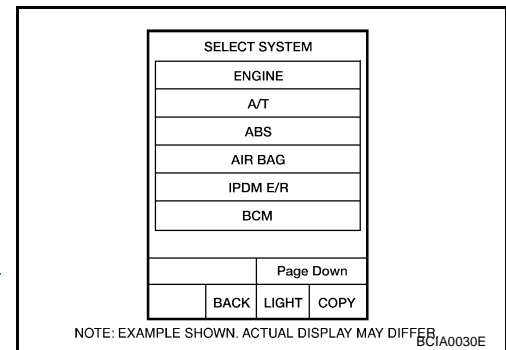 SELECT SYSTEM
ENGINE
A/T
ABS
AIR BAG
IPDM E/R
BCM
Page Down
BACK LIGHT COPY
NOTE: EXAMPLE SHOWN. ACTUAL DISPLAY MAY DIFFER.
BCIA0030E